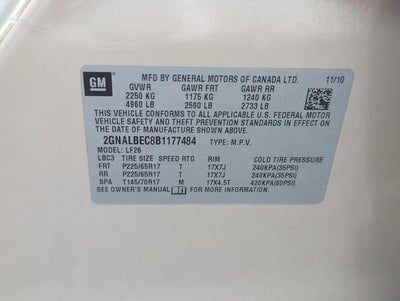 GM
MFD BY GENERAL MOTORS OF CANADA LTD. 11/10
GVWR GAWR FRT GAWR RR
2250 KG 1175 KG 1240 KG
4960 LB 2590 LB 2733 LB
THIS VEHICLE CONFORMS TO ALL APPLICABLE U.S. FEDERAL MOTOR
VEHICLE SAFETY AND THEFT PREVENTION STANDARDS IN EFFECT
ON THE DATE OF MANUFACTURE SHOWN ABOVE.
2GNALBEC8B1177484 TYPE: M.P.V.
MODEL: LF26
LBC3 TIRE SIZE SPEED RTG RIM COLD TIRE PRESSURE
FRT P225/65R17 T 17X7J 240KPA(35PSI)
RR P225/65R17 T 17X7J 240KPA(35PSI)
SPA T145/70R17 M 17X4.5T 420KPA(60PSI)
SEE OWNER'S MANUAL FOR MORE INFORMATION.